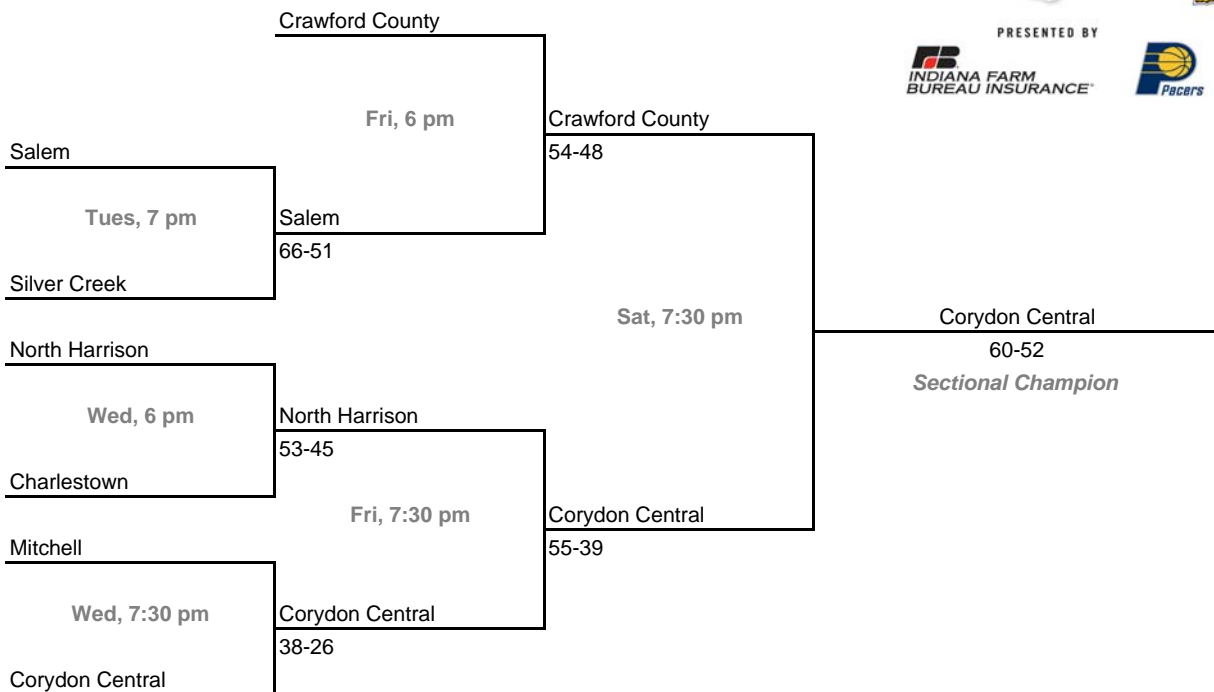 Crawford County
PRESENTED BY
INDIANA FARM
BUREAU INSURANCE
Pacers
Fri, 6 pm
Crawford County
54-48
Salem
Tues, 7 pm
Salem
66-51
Silver Creek
Sat, 7:30 pm
Corydon Central
60-52
Sectional Champion
North Harrison
Wed, 6 pm
North Harrison
53-45
Charlestown
Fri, 7:30 pm
Corydon Central
55-39
Mitchell
Wed, 7:30 pm
Corydon Central
38-26
Corydon Central